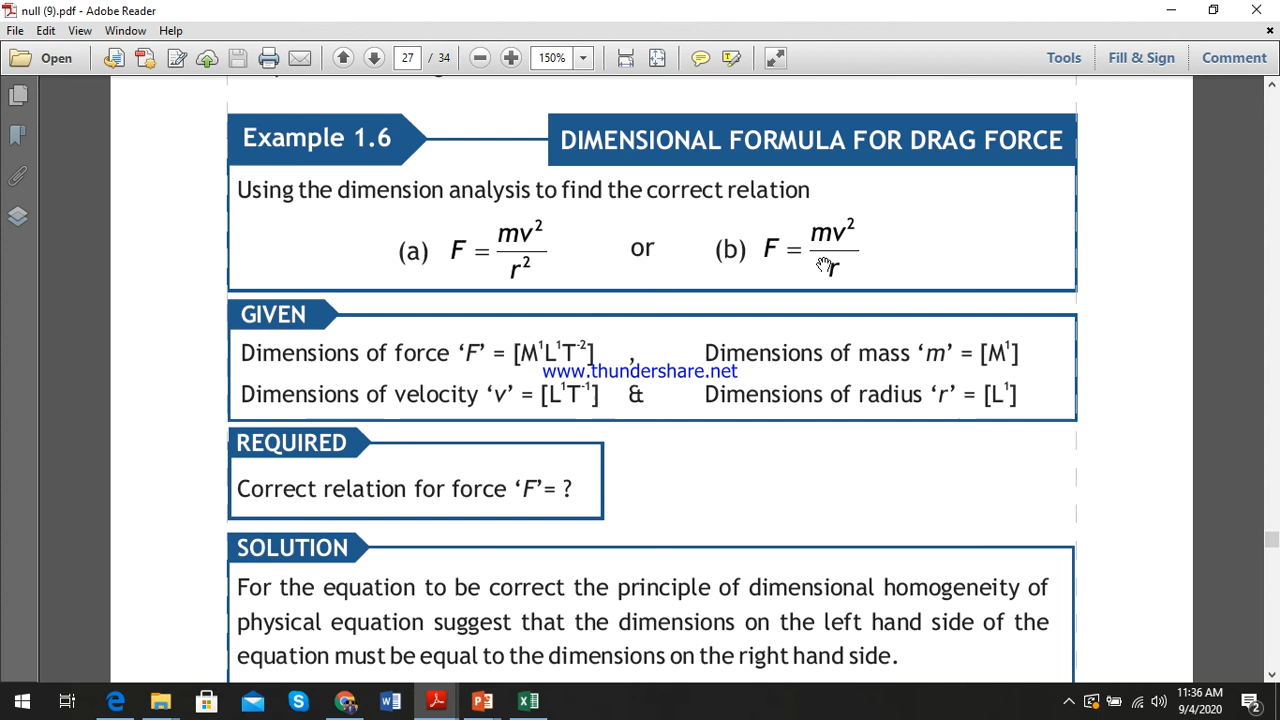 null (9).pdf - Adobe Reader
File Edit View Window Help
Open 27 / 34 150% Tools Fill & Sign Comment
Example 1.6 DIMENSIONAL FORMULA FOR DRAG FORCE
Using the dimension analysis to find the correct relation
(a) F = mv²/r² or (b) F = mv²/r
GIVEN
Dimensions of force ‘F’ = [M¹L¹T⁻²] , Dimensions of mass ‘m’ = [M¹]
www.thundershare.net
Dimensions of velocity ‘v’ = [L¹T⁻¹] & Dimensions of radius ‘r’ = [L¹]
REQUIRED
Correct relation for force ‘F’= ?
SOLUTION
For the equation to be correct the principle of dimensional homogeneity of
physical equation suggest that the dimensions on the left hand side of the
equation must be equal to the dimensions on the right hand side.
11:36 AM
9/4/2020
2